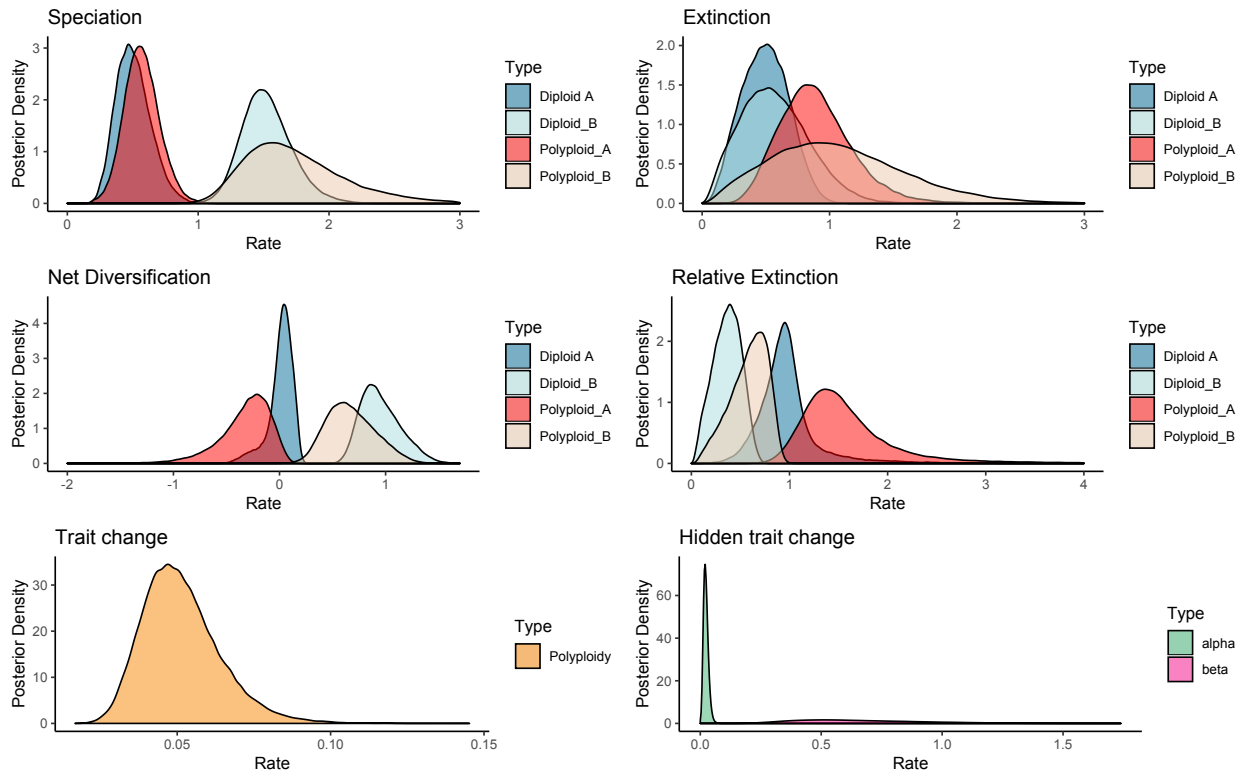 Speciation
Posterior Density
3
2
1
0
0
1
2
3
Rate
Type
Diploid A
Diploid_B
Polyploid_A
Polyploid_B
Extinction
Posterior Density
2.0
1.5
1.0
0.5
0.0
0
1
2
3
Rate
Type
Diploid A
Diploid_B
Polyploid_A
Polyploid_B
Net Diversification
Posterior Density
4
3
2
1
0
-2
-1
0
1
Rate
Type
Diploid A
Diploid_B
Polyploid_A
Polyploid_B
Relative Extinction
Posterior Density
2
1
0
0
1
2
3
4
Rate
Type
Diploid A
Diploid_B
Polyploid_A
Polyploid_B
Trait change
Posterior Density
30
20
10
0
0.05
0.10
0.15
Rate
Type
Polyploidy
Hidden trait change
Posterior Density
60
40
20
0
0.0
0.5
1.0
1.5
Rate
Type
alpha
beta